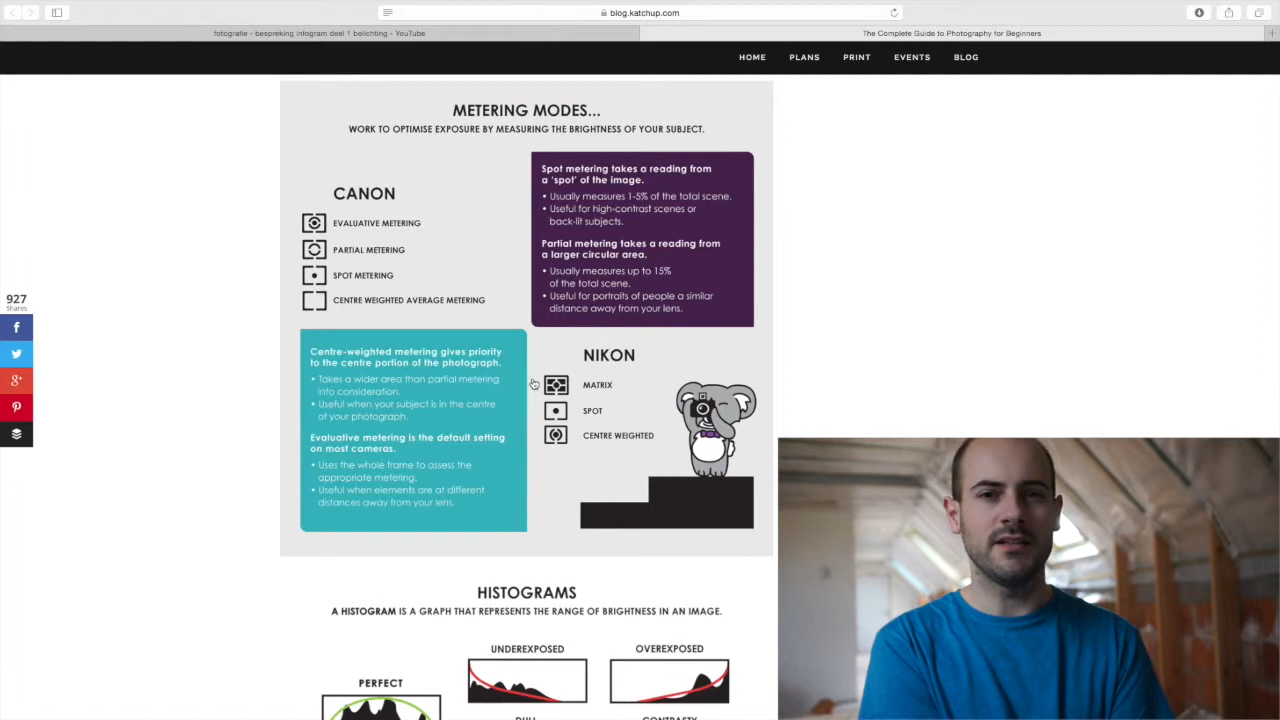 blog.katchup.com
fotografie - bespreking infogram deel 1 belichting - YouTube
The Complete Guide to Photography for Beginners
HOME PLANS PRINT EVENTS BLOG
METERING MODES...
WORK TO OPTIMISE EXPOSURE BY MEASURING THE BRIGHTNESS OF YOUR SUBJECT.
CANON
EVALUATIVE METERING
PARTIAL METERING
SPOT METERING
CENTRE WEIGHTED AVERAGE METERING
Spot metering takes a reading from
a 'spot' of the image.
• Usually measures 1-5% of the total scene.
• Useful for high-contrast scenes or
back-lit subjects.
Partial metering takes a reading from
a larger circular area.
• Usually measures up to 15%
of the total scene.
• Useful for portraits of people a similar
distance away from your lens.
927
Shares
Centre-weighted metering gives priority
to the centre portion of the photograph.
• Takes a wider area than partial metering
into consideration.
• Useful when your subject is in the centre
of your photograph.
Evaluative metering is the default setting
on most cameras.
• Uses the whole frame to assess the
appropriate metering.
• Useful when elements are at different
distances away from your lens.
NIKON
MATRIX
SPOT
CENTRE WEIGHTED
HISTOGRAMS
A HISTOGRAM IS A GRAPH THAT REPRESENTS THE RANGE OF BRIGHTNESS IN AN IMAGE.
UNDEREXPOSED
OVEREXPOSED
PERFECT